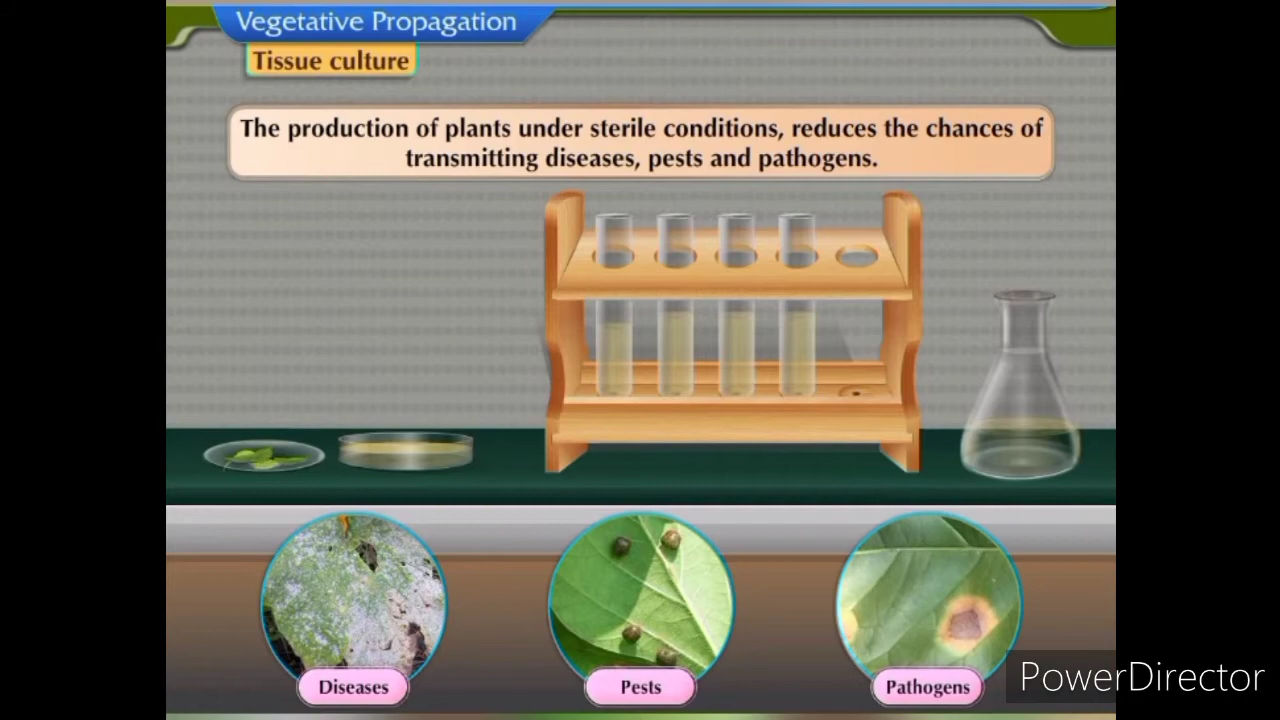 Vegetative Propagation
Tissue culture
The production of plants under sterile conditions, reduces the chances of
transmitting diseases, pests and pathogens.
Diseases
Pests
Pathogens
PowerDirector